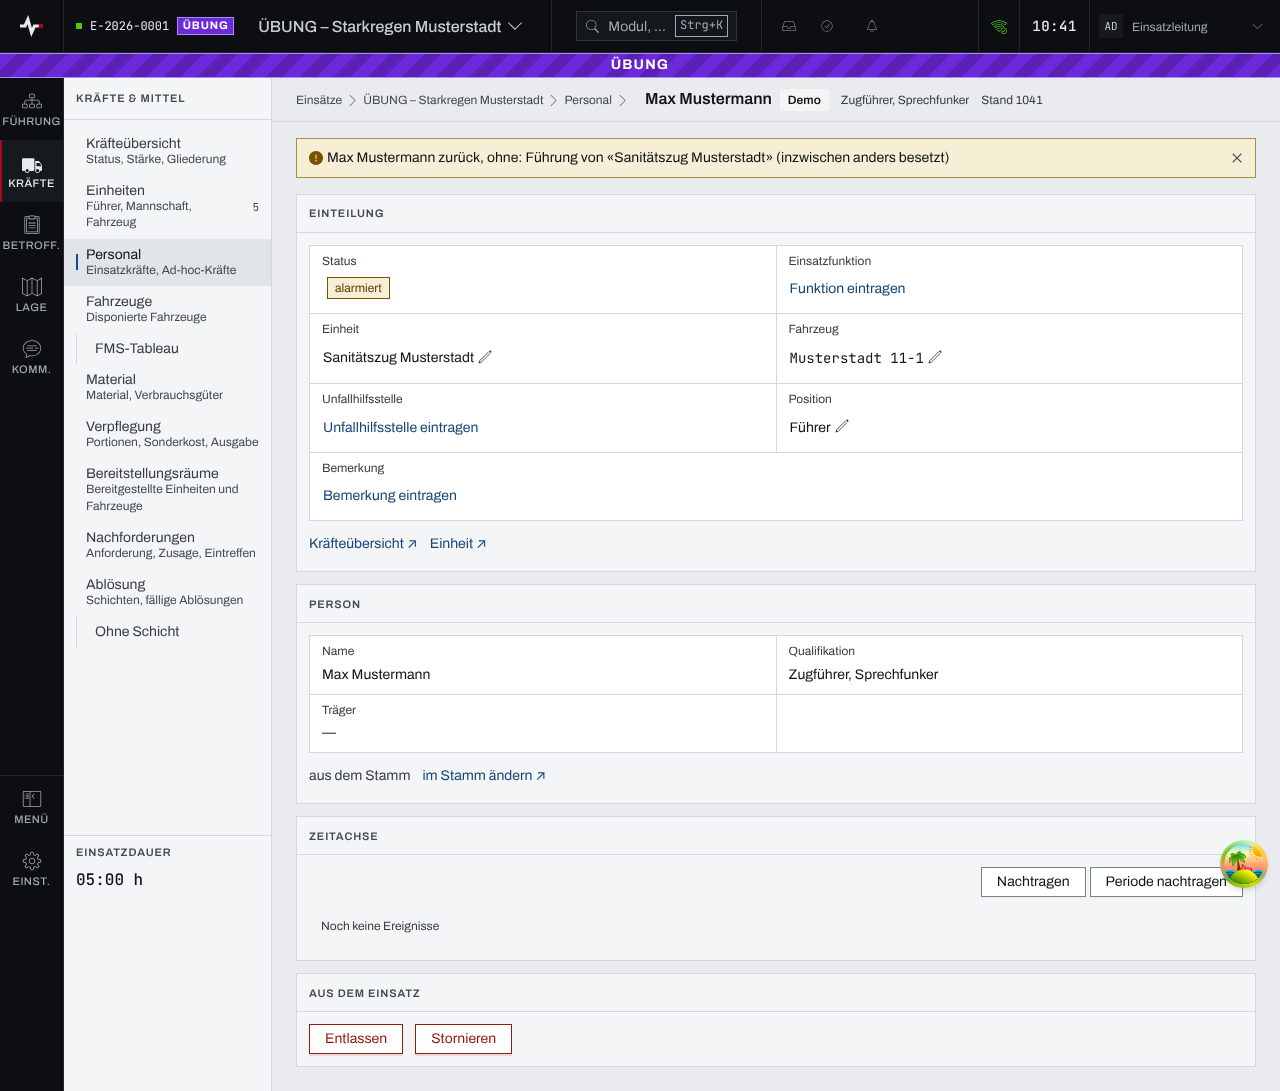 E-2026-0001 ÜBUNG ÜBUNG – Starkregen Musterstadt Modul, ... Strg+K 10:41 AD Einsatzleitung
ÜBUNG
FÜHRUNG
KRÄFTE
BETROFF.
LAGE
KOMM.
MENÜ
EINST.
KRÄFTE & MITTEL
Kräfteübersicht
Status, Stärke, Gliederung
Einheiten
Führer, Mannschaft,
Fahrzeug
5
Personal
Einsatzkräfte, Ad-hoc-Kräfte
Fahrzeuge
Disponierte Fahrzeuge
FMS-Tableau
Material
Material, Verbrauchsgüter
Verpflegung
Portionen, Sonderkost, Ausgabe
Bereitstellungsräume
Bereitgestellte Einheiten und
Fahrzeuge
Nachforderungen
Anforderung, Zusage, Eintreffen
Ablösung
Schichten, fällige Ablösungen
Ohne Schicht
EINSATZDAUER
05:00 h
Einsätze ÜBUNG – Starkregen Musterstadt Personal Max Mustermann Demo Zugführer, Sprechfunker Stand 1041
Max Mustermann zurück, ohne: Führung von «Sanitätszug Musterstadt» (inzwischen anders besetzt)
EINTEILUNG
Status
alarmiert
Einsatzfunktion
Funktion eintragen
Einheit
Sanitätszug Musterstadt
Fahrzeug
Musterstadt 11-1
Unfallhilfsstelle
Unfallhilfsstelle eintragen
Position
Führer
Bemerkung
Bemerkung eintragen
Kräfteübersicht ↗ Einheit ↗
PERSON
Name
Max Mustermann
Qualifikation
Zugführer, Sprechfunker
Träger
—
aus dem Stamm im Stamm ändern ↗
ZEITACHSE
Nachtragen Periode nachtragen
Noch keine Ereignisse
AUS DEM EINSATZ
Entlassen Stornieren